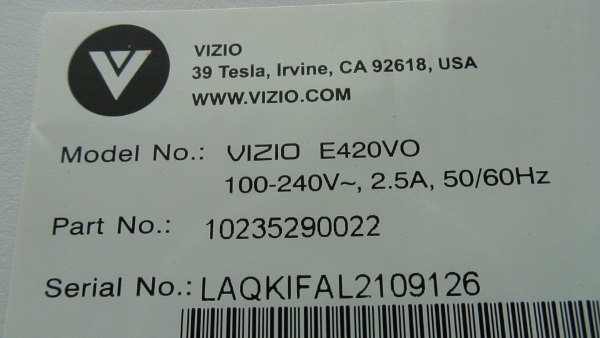 VIZIO
39 Tesla, Irvine, CA 92618, USA
WWW.VIZIO.COM
Model No.: VIZIO E420VO
100-240V~, 2.5A, 50/60Hz
Part No.: 10235290022
Serial No.: LAQKIFAL2109126